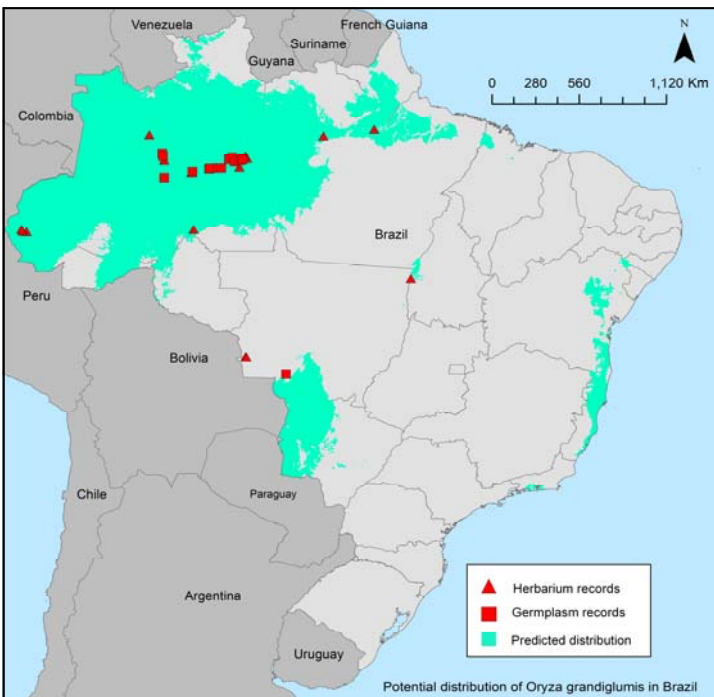 Venezuela
French Guiana
Suriname
Guyana
N
0 280 560 1,120 Km
Colombia
Brazil
Peru
Bolivia
Paraguay
Chile
Argentina
Uruguay
Herbarium records
Germplasm records
Predicted distribution
Potential distribution of Oryza grandiglumis in Brazil